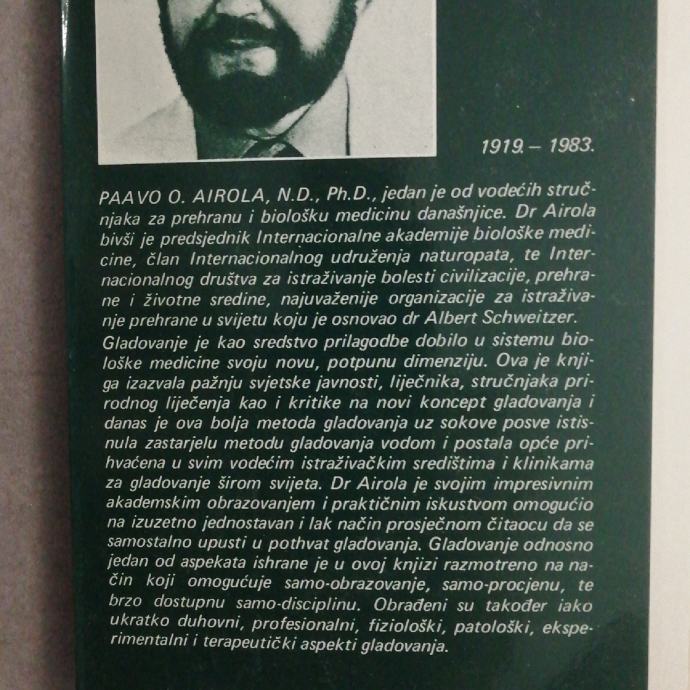 1919.– 1983.
PAAVO O. AIROLA, N.D., Ph.D., jedan je od vodećih struč-
njaka za prehranu i biološku medicinu današnjice. Dr Airola
bivši je predsjednik Internacionalne akademije biološke medi-
cine, član Internacionalnog udruženja naturopata, te Inter-
nacionalnog društva za istraživanje bolesti civilizacije, prehra-
ne i životne sredine, najuvaženije organizacije za istraživa-
nje prehrane u svijetu koju je osnovao dr Albert Schweitzer.
Gladovanje je kao sredstvo prilagodbe dobilo u sistemu bio-
loške medicine svoju novu, potpunu dimenziju. Ova je knji-
ga izazvala pažnju svjetske javnosti, liječnika, stručnjaka pri-
rodnog liječenja kao i kritike na novi koncept gladovanja i
danas je ova bolja metoda gladovanja uz sokove posve istis-
nula zastarjelu metodu gladovanja vodom i postala opće pri-
hvaćena u svim vodećim istraživačkim središtima i klinikama
za gladovanje širom svijeta. Dr Airola je svojim impresivnim
akademskim obrazovanjem i praktičnim iskustvom omogućio
na izuzetno jednostavan i lak način prosječnom čitaocu da se
samostalno upusti u pothvat gladovanja. Gladovanje odnosno
jedan od aspekata ishrane je u ovoj knjizi razmotreno na na-
čin koji omogućuje samo-obrazovanje, samo-procjenu, te
brzo dostupnu samo-disciplinu. Obrađeni su također iako
ukratko duhovni, profesionalni, fiziološki, patološki, ekspe-
rimentalni i terapeutički aspekti gladovanja.